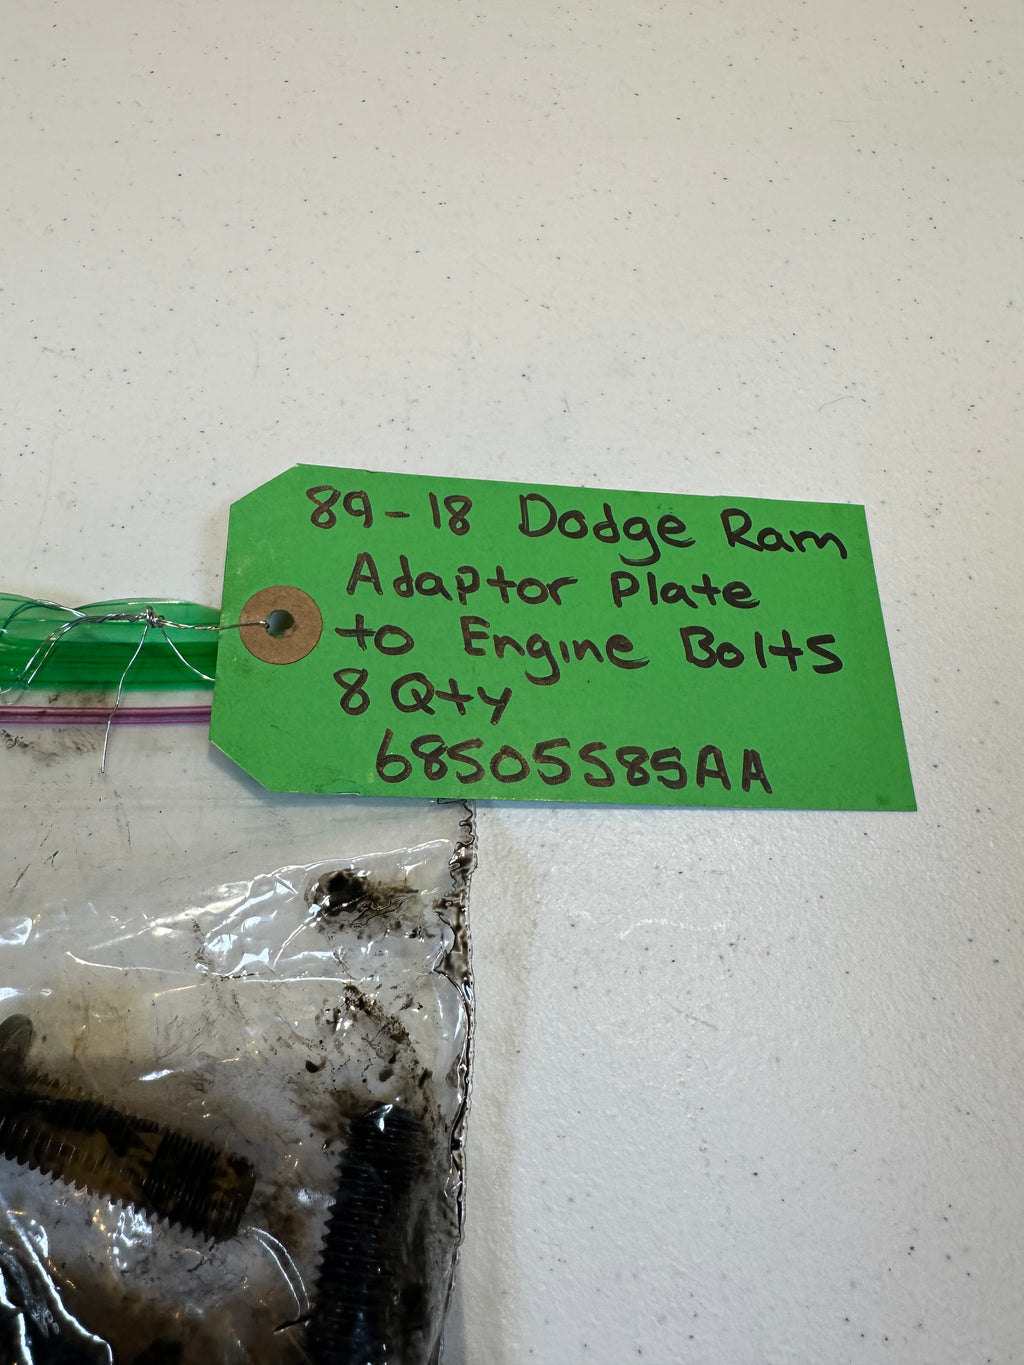 89-18 Dodge Ram
Adaptor Plate
to Engine Bolts
8 Qty
68505585AA